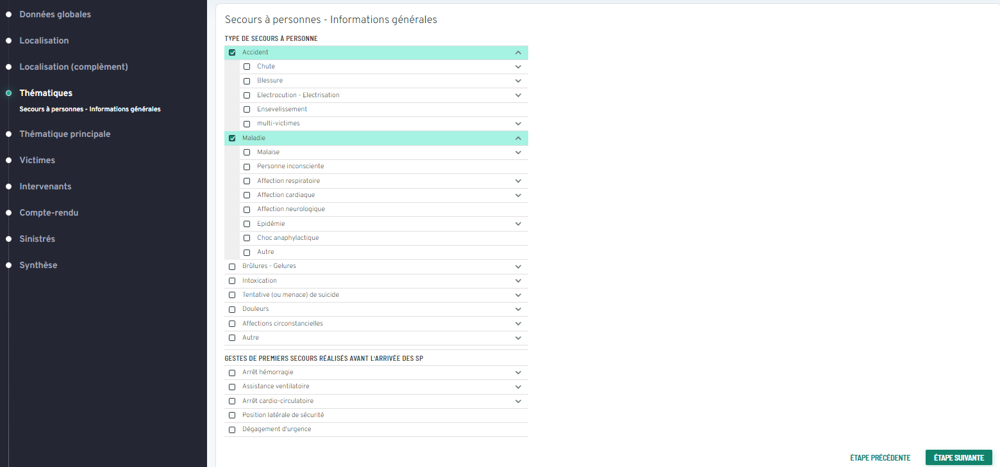 Données globales
Localisation
Localisation (complèment)
Thématiques
Secours à personnes - Informations générales
Thématique principale
Victimes
Intervenants
Compte-rendu
Sinistrés
Synthèse
Secours à personnes - Informations générales
TYPE DE SECOURS À PERSONNE
Accident
Chute
Blessure
Electrocution - Electrisation
Ensevelissement
multi-victimes
Maladie
Malaise
Personne inconsciente
Affection respiratoire
Affection cardiaque
Affection neurologique
Epidémie
Choc anaphylactique
Autre
Brûlures - Gelures
Intoxication
Tentative (ou menace) de suicide
Douleurs
Affections circonstancielles
Autre
GESTES DE PREMIERS SECOURS RÉALISÉS AVANT L'ARRIVÉE DES SP
Arrêt hémorragie
Assistance ventilatoire
Arrêt cardio-circulatoire
Position latérale de sécurité
Dégagement d'urgence
ÉTAPE PRÉCÉDENTE
ÉTAPE SUIVANTE